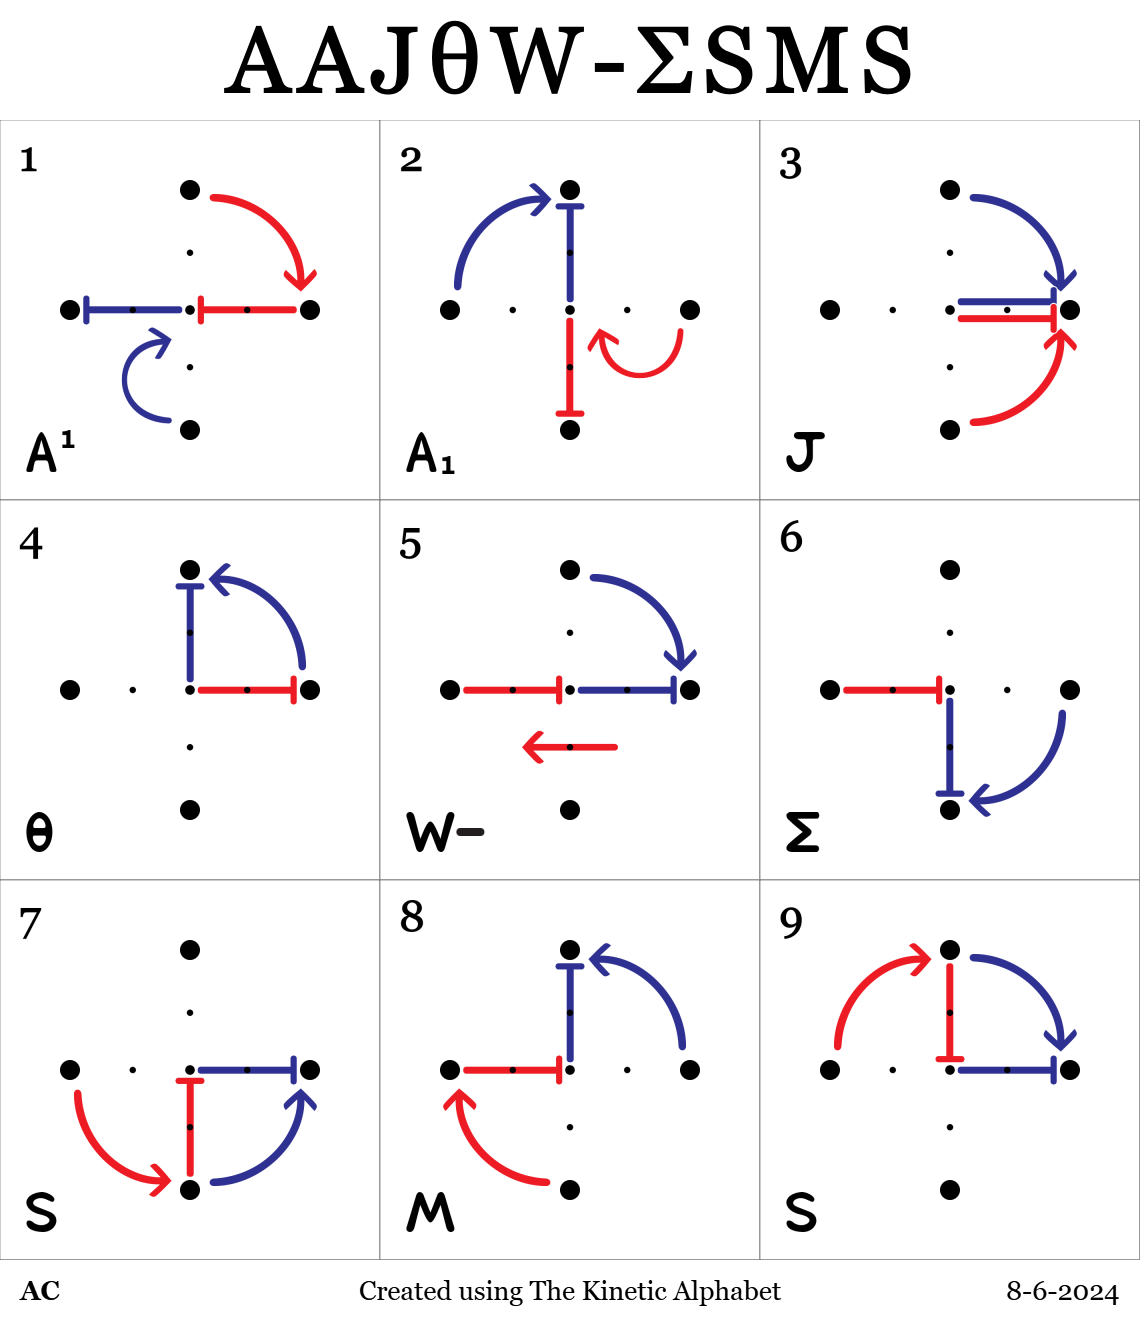 AAJθW-ΣSMS
1 2 3
A¹ A₁ J
4 5 6
θ W- Σ
7 8 9
S M S
AC Created using The Kinetic Alphabet 8-6-2024